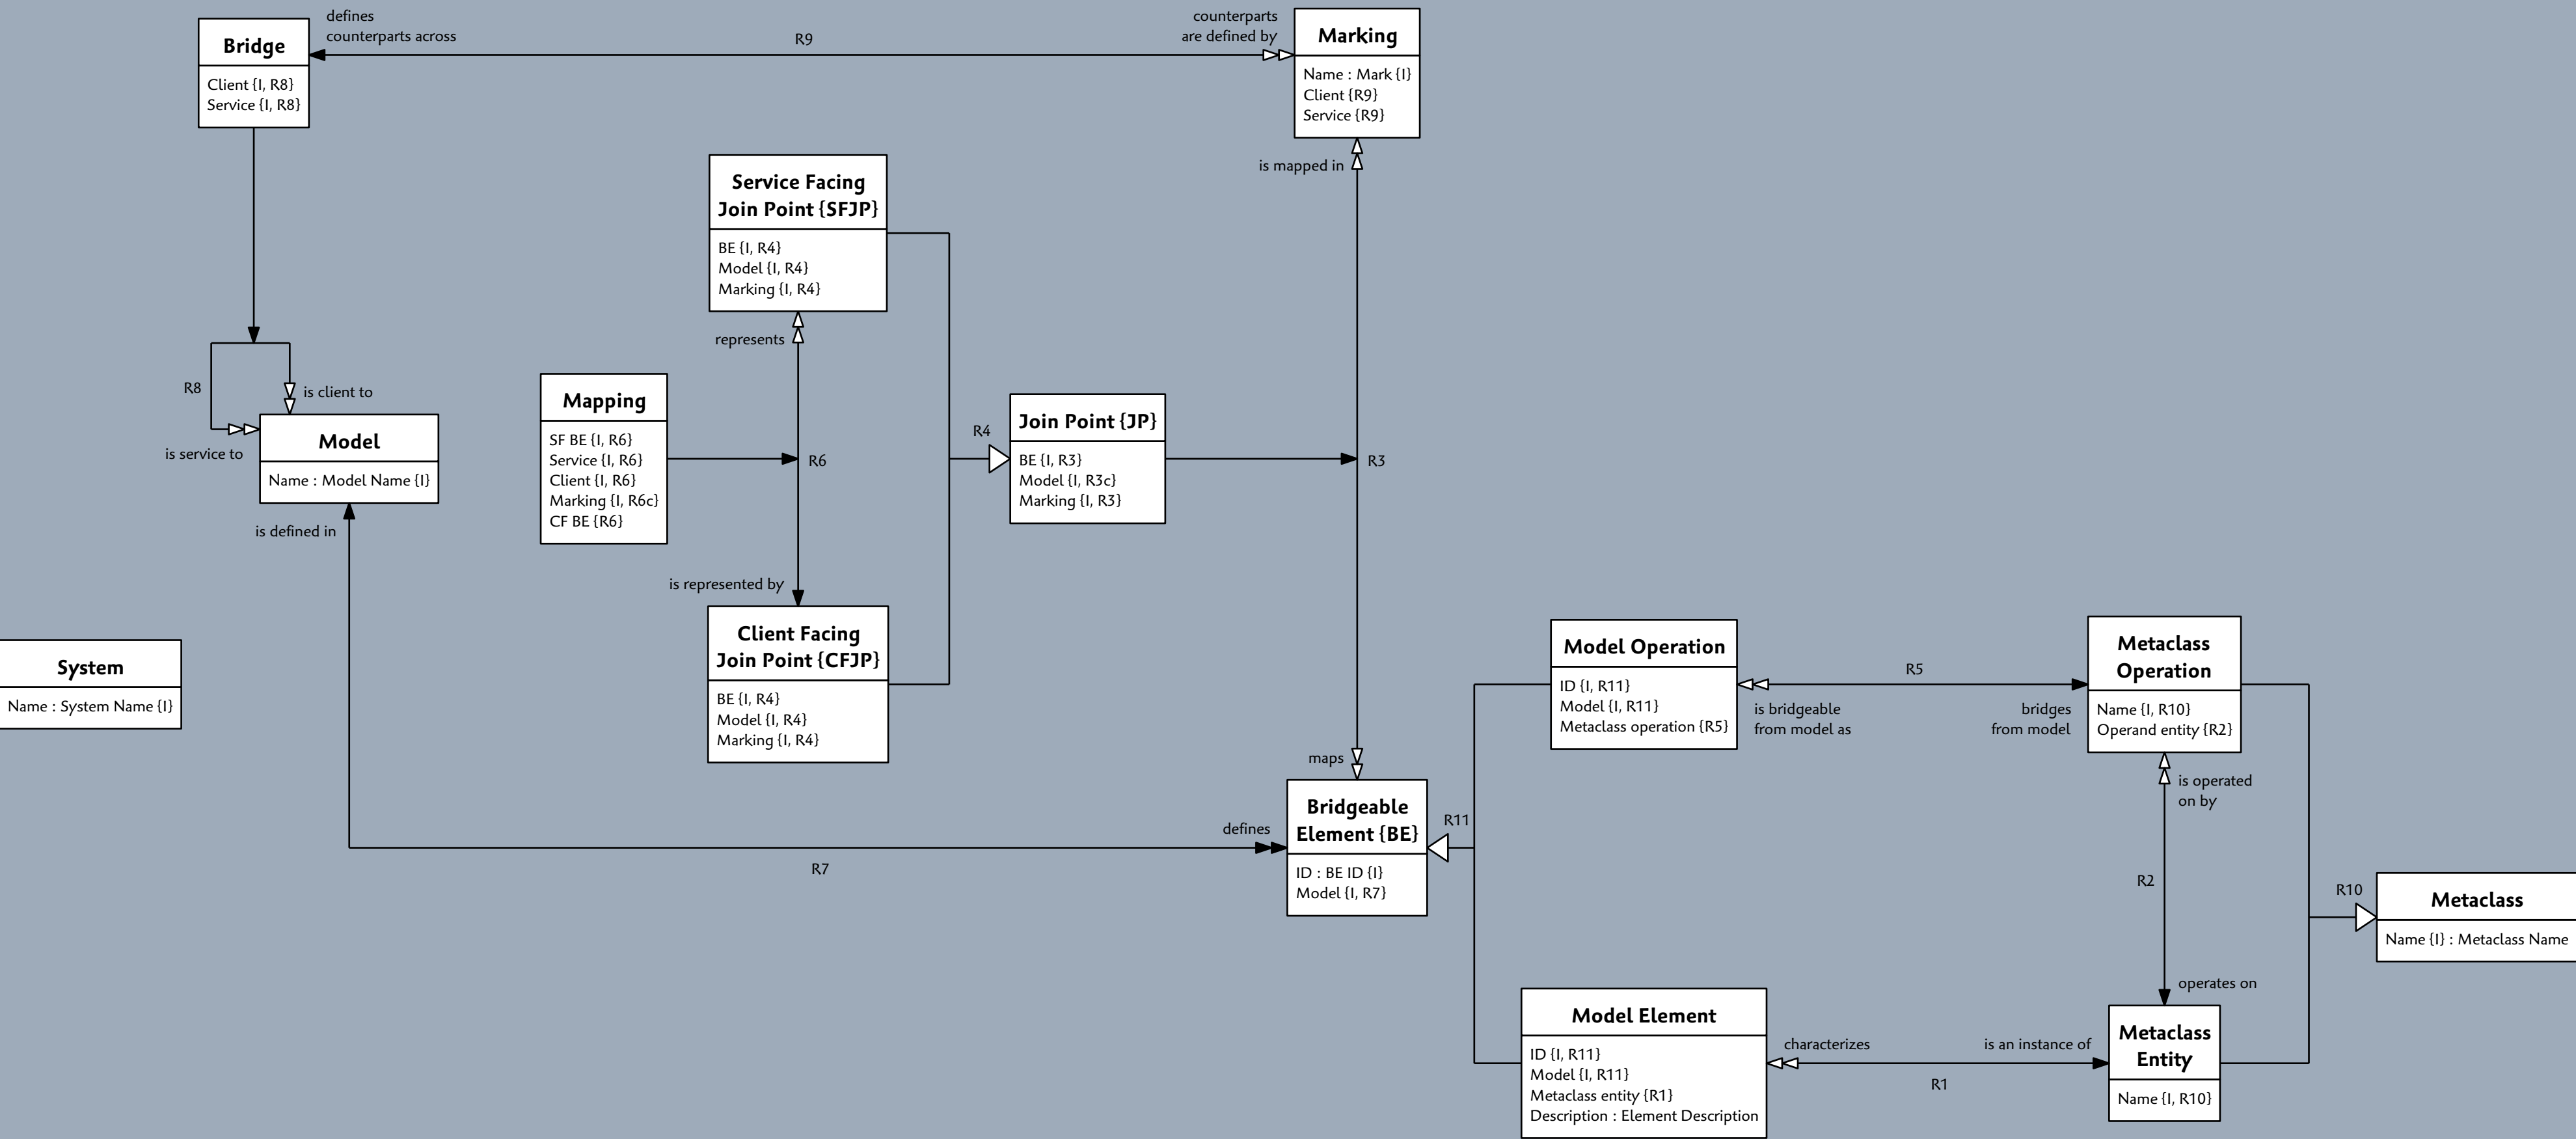 defines
counterparts across
R9
counterparts
are defined by
Bridge
Client {I, R8}
Service {I, R8}
Marking
Name : Mark {I}
Client {R9}
Service {R9}
is mapped in
Service Facing
Join Point {SFJP}
BE {I, R4}
Model {I, R4}
Marking {I, R4}
represents
R8
is client to
is service to
Model
Name : Model Name {I}
is defined in
Mapping
SF BE {I, R6}
Service {I, R6}
Client {I, R6}
Marking {I, R6c}
CF BE {R6}
R6
R4
Join Point {JP}
BE {I, R3}
Model {I, R3c}
Marking {I, R3}
R3
is represented by
Client Facing
Join Point {CFJP}
BE {I, R4}
Model {I, R4}
Marking {I, R4}
System
Name : System Name {I}
maps
defines
R7
Bridgeable
Element {BE}
ID : BE ID {I}
Model {I, R7}
R11
Model Operation
ID {I, R11}
Model {I, R11}
Metaclass operation {R5}
R5
is bridgeable
from model as
bridges
from model
Metaclass
Operation
Name {I, R10}
Operand entity {R2}
is operated
on by
R2
operates on
R10
Metaclass
Name {I} : Metaclass Name
Model Element
ID {I, R11}
Model {I, R11}
Metaclass entity {R1}
Description : Element Description
characterizes
is an instance of
R1
Metaclass
Entity
Name {I, R10}